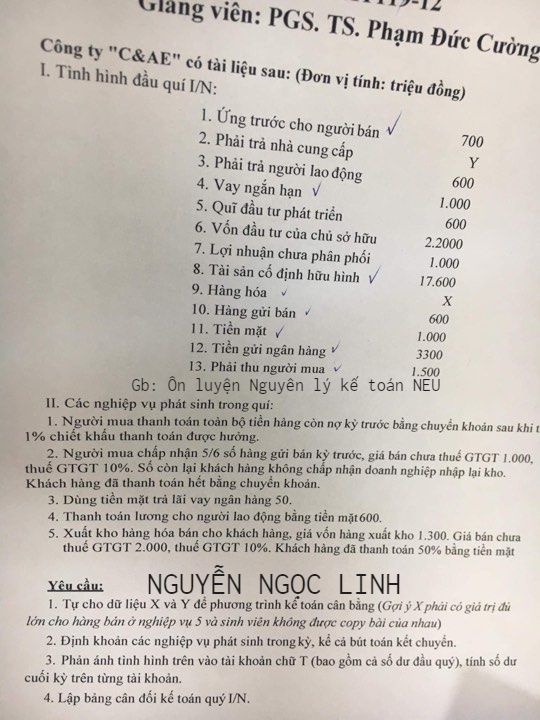 Giảng viên: PGS. TS. Phạm Đức Cường
Công ty "C&AE" có tài liệu sau: (Đơn vị tính: triệu đồng)
I. Tình hình đầu quí I/N:
1. Ứng trước cho người bán 700
2. Phải trả nhà cung cấp Y
3. Phải trả người lao động 600
4. Vay ngắn hạn 1.000
5. Quĩ đầu tư phát triển 600
6. Vốn đầu tư của chủ sở hữu 2.2000
7. Lợi nhuận chưa phân phối 1.000
8. Tài sản cố định hữu hình 17.600
9. Hàng hóa X
10. Hàng gửi bán 600
11. Tiền mặt 1.000
12. Tiền gửi ngân hàng 3300
13. Phải thu người mua 1.500
Gb: Ôn luyện Nguyên lý kế toán NEU
II. Các nghiệp vụ phát sinh trong quí:
1. Người mua thanh toán toàn bộ tiền hàng còn nợ kỳ trước bằng chuyển khoản sau khi t
1% chiết khấu thanh toán được hưởng.
2. Người mua chấp nhận 5/6 số hàng gửi bán kỳ trước, giá bán chưa thuế GTGT 1.000,
thuế GTGT 10%. Số còn lại khách hàng không chấp nhận doanh nghiệp nhập lại kho.
Khách hàng đã thanh toán hết bằng chuyển khoản.
3. Dùng tiền mặt trả lãi vay ngân hàng 50.
4. Thanh toán lương cho người lao động bằng tiền mặt600.
5. Xuất kho hàng hóa bán cho khách hàng, giá vốn hàng xuất kho 1.300. Giá bán chưa
thuế GTGT 2.000, thuế GTGT 10%. Khách hàng đã thanh toán 50% bằng tiền mặt
Yêu cầu:
NGUYỄN NGỌC LINH
1. Tự cho dữ liệu X và Y để phương trình kế toán cân bằng (Gợi ý X phải có giá trị đủ
lớn cho hàng bán ở nghiệp vụ 5 và sinh viên không được copy bài của nhau)
2. Định khoản các nghiệp vụ phát sinh trong kỳ, kể cả bút toán kết chuyển.
3. Phản ánh tình hình trên vào tài khoản chữ T (bao gồm cả số dư đầu quý), tính số dư
cuối kỳ trên từng tài khoản.
4. Lập bảng cân đối kế toán quý I/N.